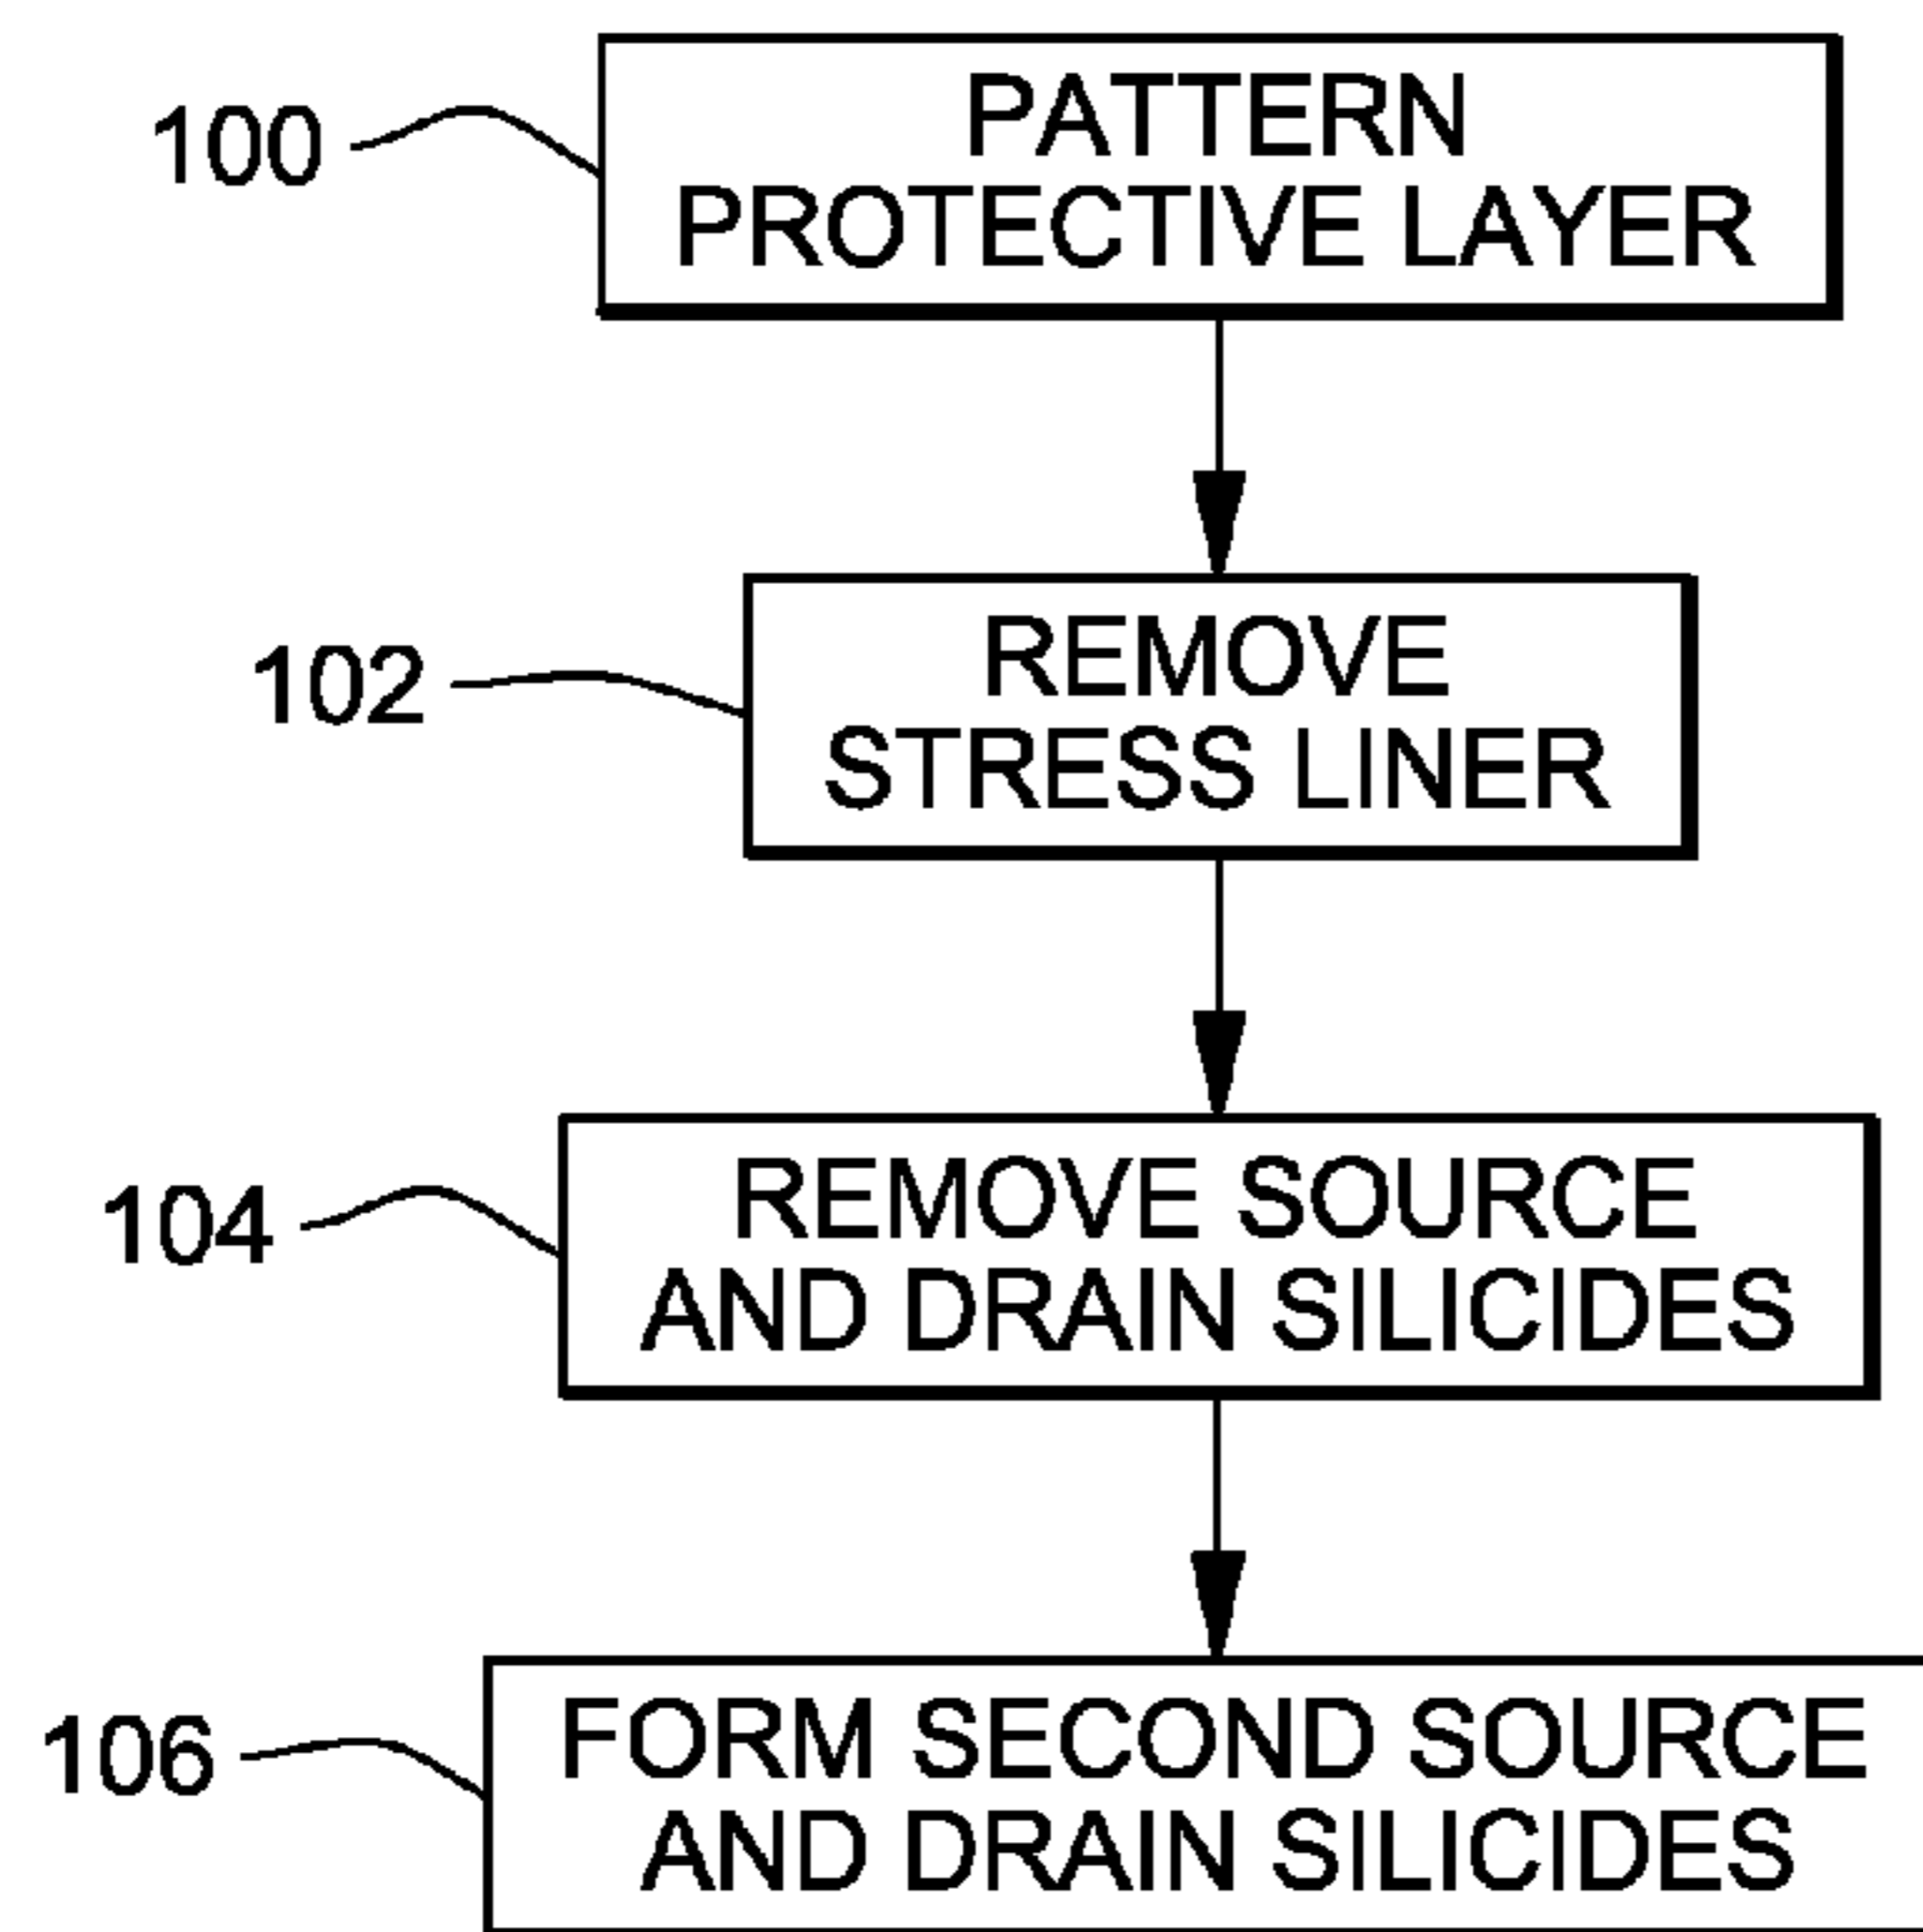 100
PATTERN
PROTECTIVE LAYER
102
REMOVE
STRESS LINER
104
REMOVE SOURCE
AND DRAIN SILICIDES
106
FORM SECOND SOURCE
AND DRAIN SILICIDES